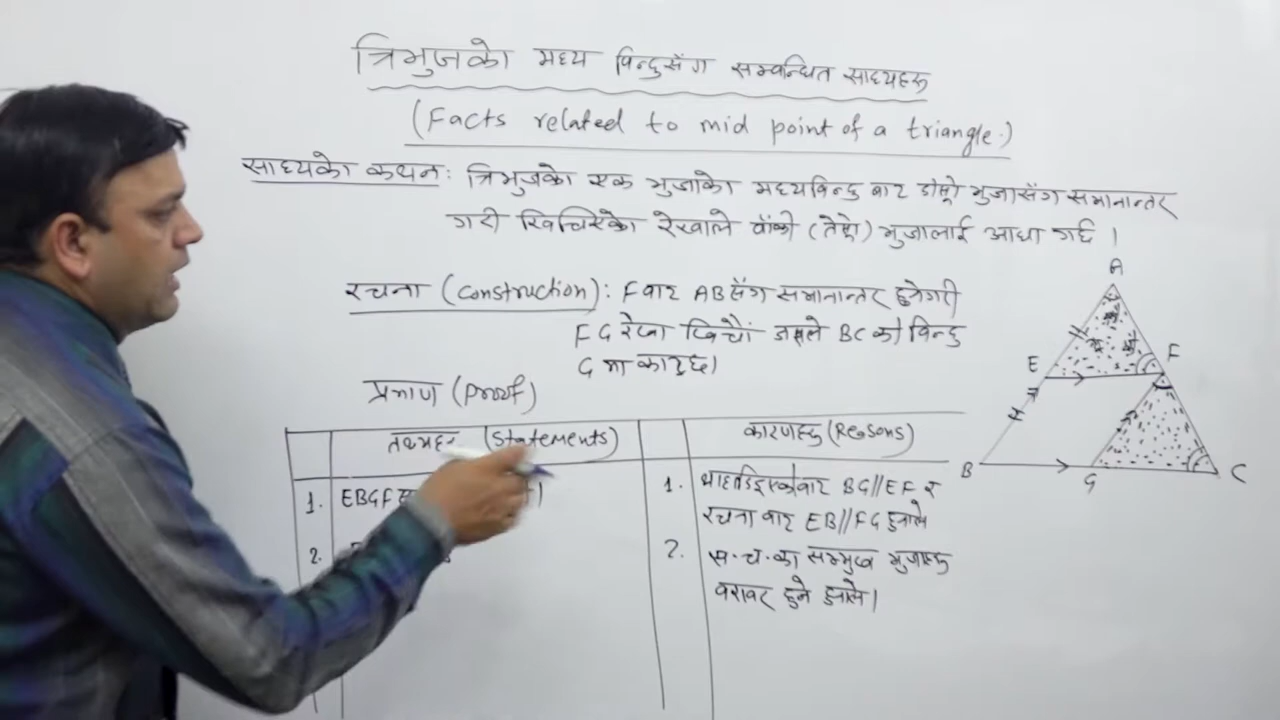 त्रिभुजको मध्य विन्दुसँग सम्बन्धित साध्यहरू
(Facts related to mid point of a triangle.)
साध्यको कथन: त्रिभुजको एक भुजाको मध्यविन्दु बाट दोस्रो भुजासँग समानान्तर
गरी खिचिएको रेखाले बाँकी (तेस्रो) भुजालाई आधा गर्छ ।
रचना (Construction): F बाट AB सँग समानान्तर हुनेगरी
FG रेखा खिचौं जसले BC को विन्दु
G मा काट्छ।
प्रमाण (Proof)
तथ्यहरू (Statements) कारणहरू (Reasons)
1. EBGF 1. BG//EF र
रचना बाट EB//FG हुनाले
2. 2. स.च.का सम्मुख भुजाहरू
बराबर हुने हुनाले।
A
E F
B G C